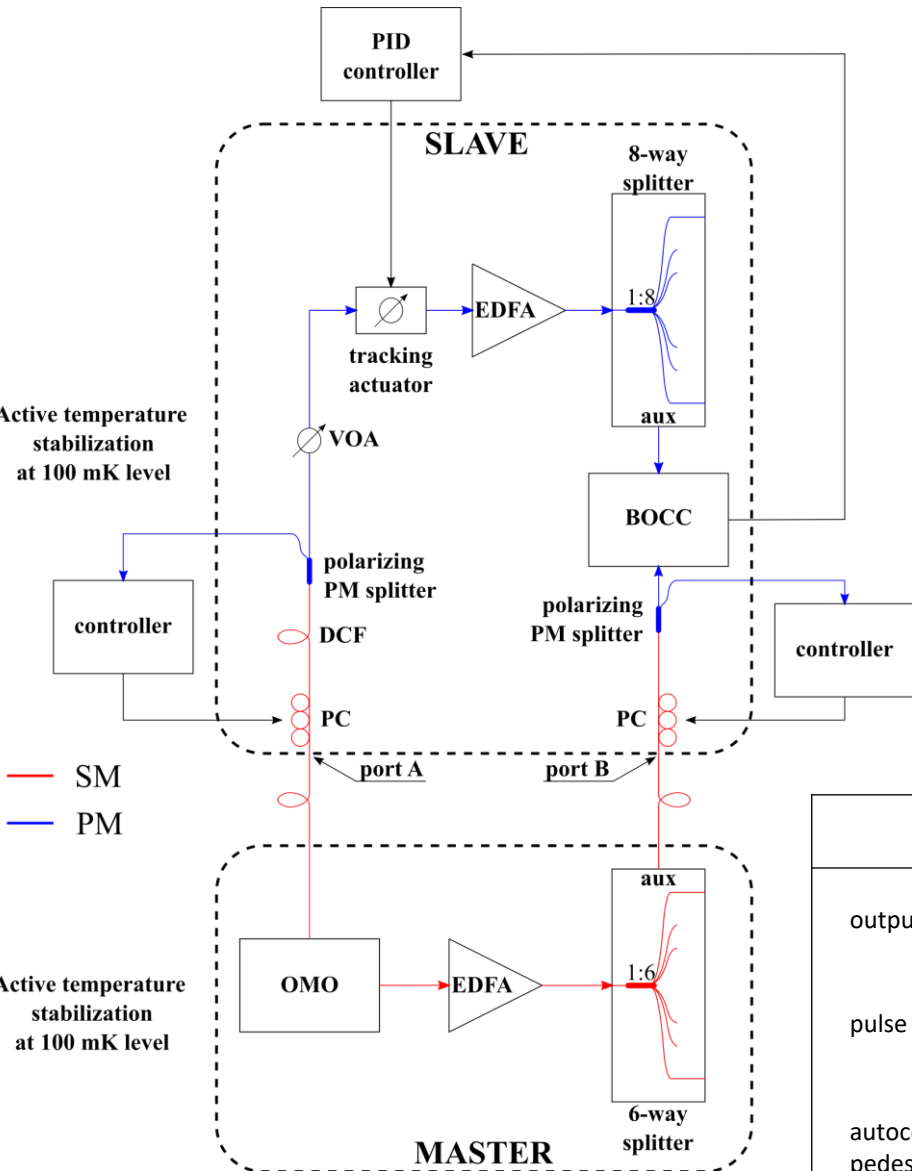 PID
controller
SLAVE
8-way
splitter
1:8
EDFA
tracking
actuator
aux
Active temperature
stabilization
at 100 mK level
VOA
BOCC
polarizing
PM splitter
polarizing
PM splitter
controller
DCF
controller
PC
PC
port A
port B
SM
PM
aux
OMO
EDFA
1:6
Active temperature
stabilization
at 100 mK level
6-way
splitter
MASTER
pulse